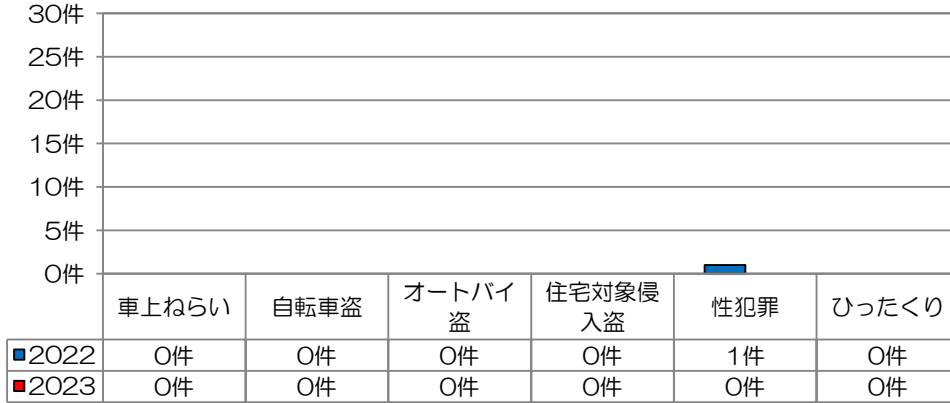 30件
25件
20件
15件
10件
5件
0件
車上ねらい 自転車盗 オートバイ盗 住宅対象侵入盗 性犯罪 ひったくり
2022 0件 0件 0件 0件 1件 0件
2023 0件 0件 0件 0件 0件 0件